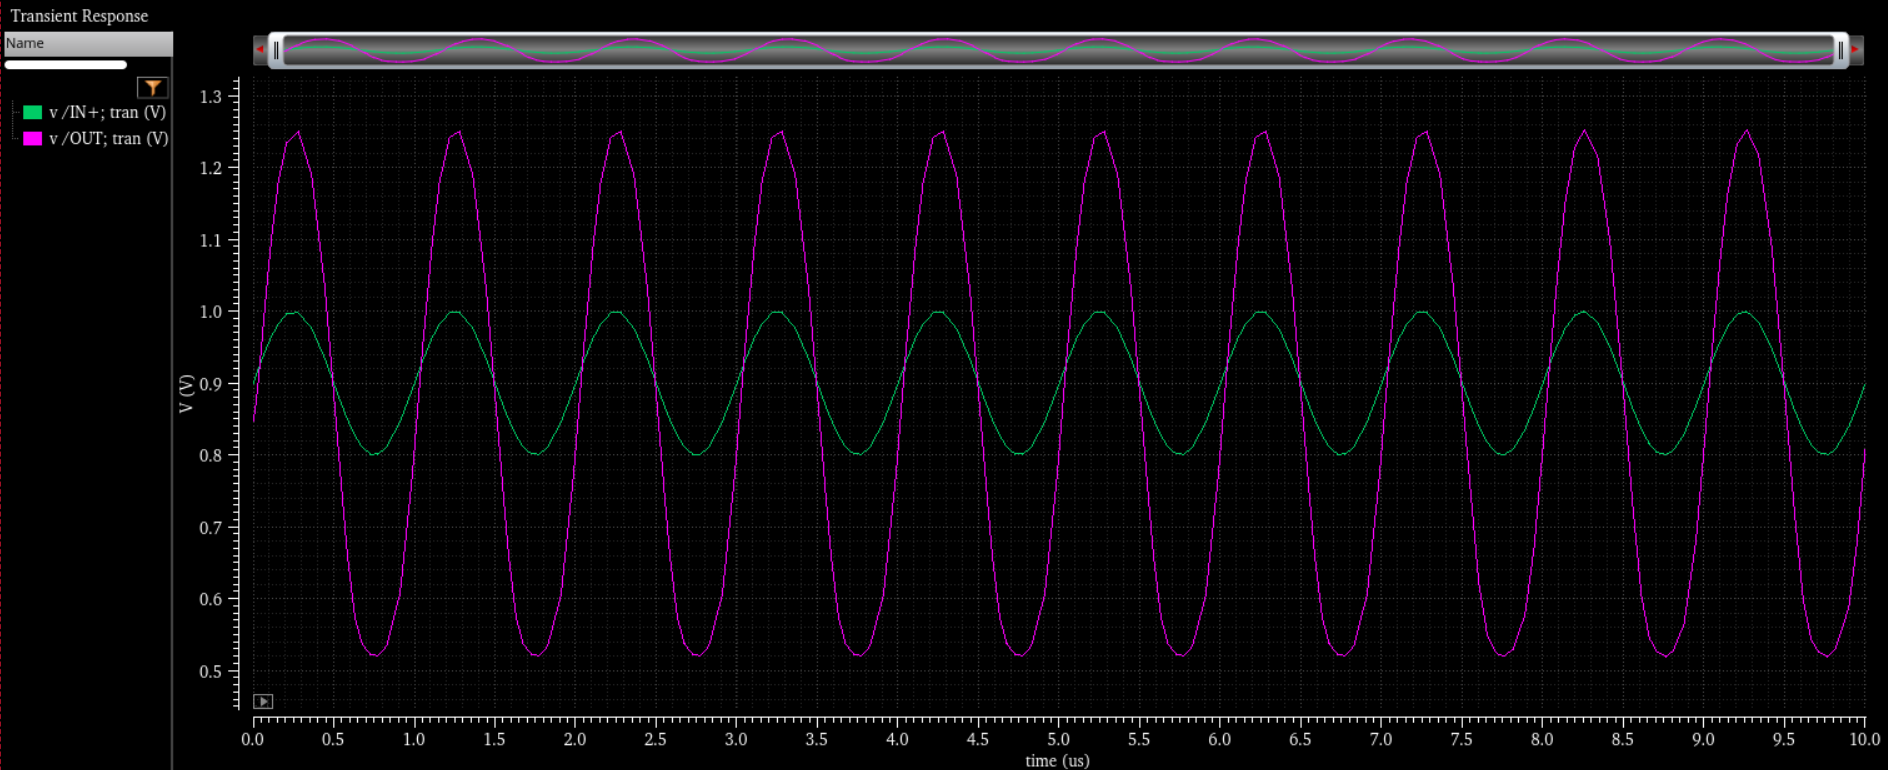 Transient Response
Name
v /IN+; tran (V)
v /OUT; tran (V)
V (V)
1.3
1.2
1.1
1.0
0.9
0.8
0.7
0.6
0.5
0.0 0.5 1.0 1.5 2.0 2.5 3.0 3.5 4.0 4.5 5.0 5.5 6.0 6.5 7.0 7.5 8.0 8.5 9.0 9.5 10.0
time (us)